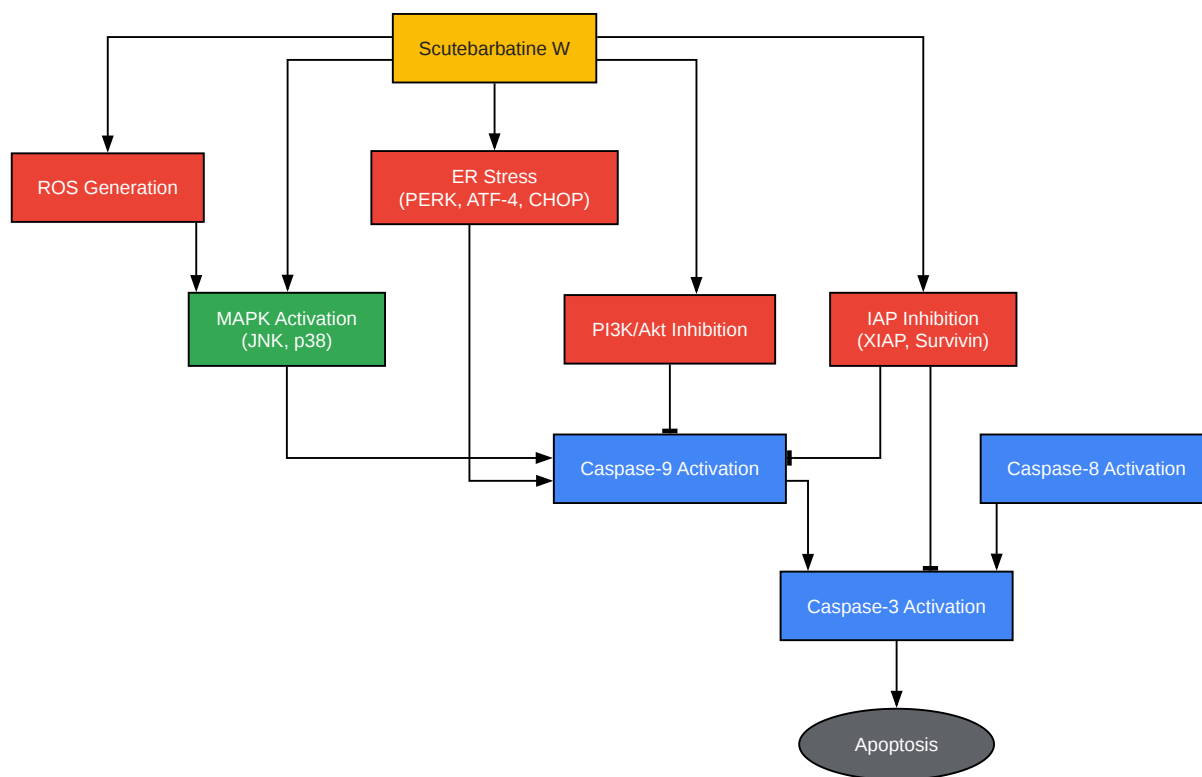 Scutebarbatine W
ROS Generation
ER Stress
(PERK, ATF-4, CHOP)
MAPK Activation
(JNK, p38)
PI3K/Akt Inhibition
IAP Inhibition
(XIAP, Survivin)
Caspase-9 Activation
Caspase-8 Activation
Caspase-3 Activation
Apoptosis